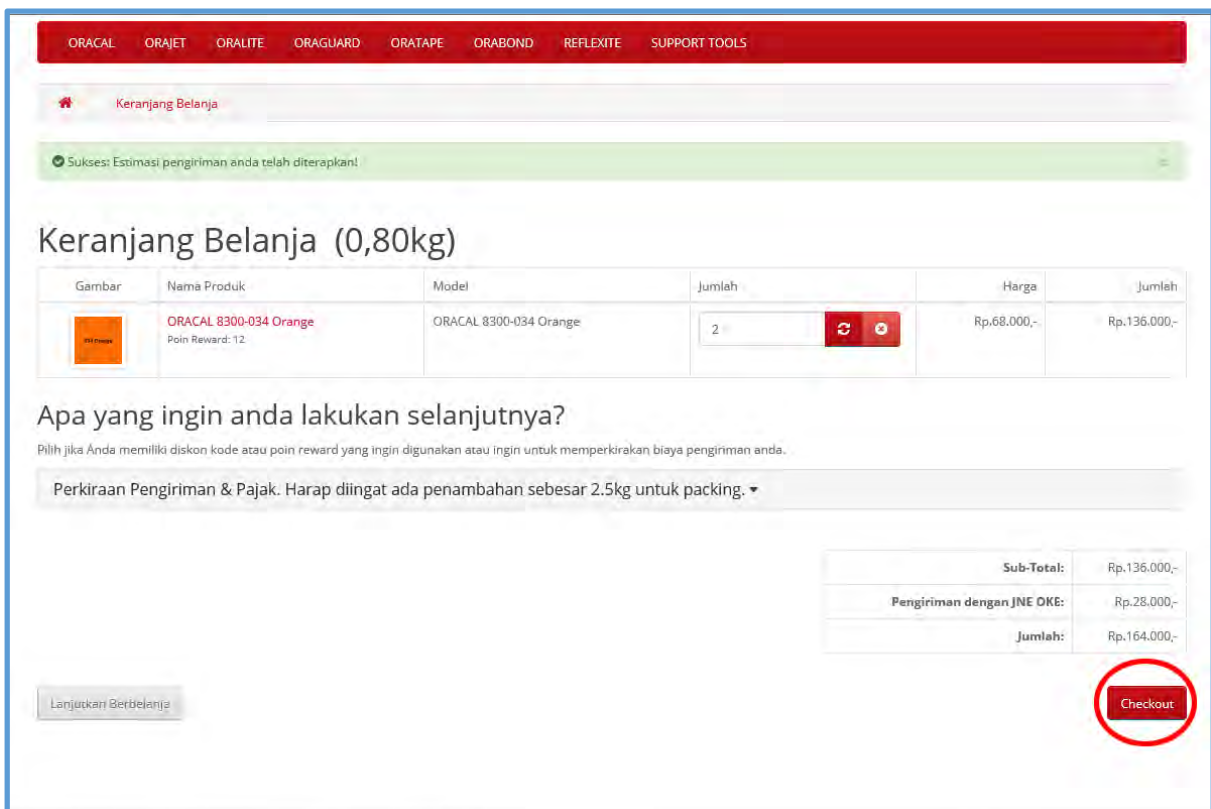 ORACAL ORAJET ORALITE ORAGUARD ORATAPE ORABOND REFLEXITE SUPPORT TOOLS
Keranjang Belanja
Sukses: Estimasi pengiriman anda telah diterapkan!
Keranjang Belanja (0,80kg)
Gambar Nama Produk Model Jumlah Harga Jumlah
ORACAL 8300-034 Orange ORACAL 8300-034 Orange 2 Rp.68.000,- Rp.136.000,-
Poin Reward: 12
Apa yang ingin anda lakukan selanjutnya?
Pilih jika Anda memiliki diskon kode atau poin reward yang ingin digunakan atau ingin untuk memperkirakan biaya pengiriman anda.
Perkiraan Pengiriman & Pajak. Harap diingat ada penambahan sebesar 2.5kg untuk packing.
Sub-Total: Rp.136.000,-
Pengiriman dengan JNE OKE: Rp.28.000,-
Jumlah: Rp.164.000,-
Lanjutkan Berbelanja Checkout